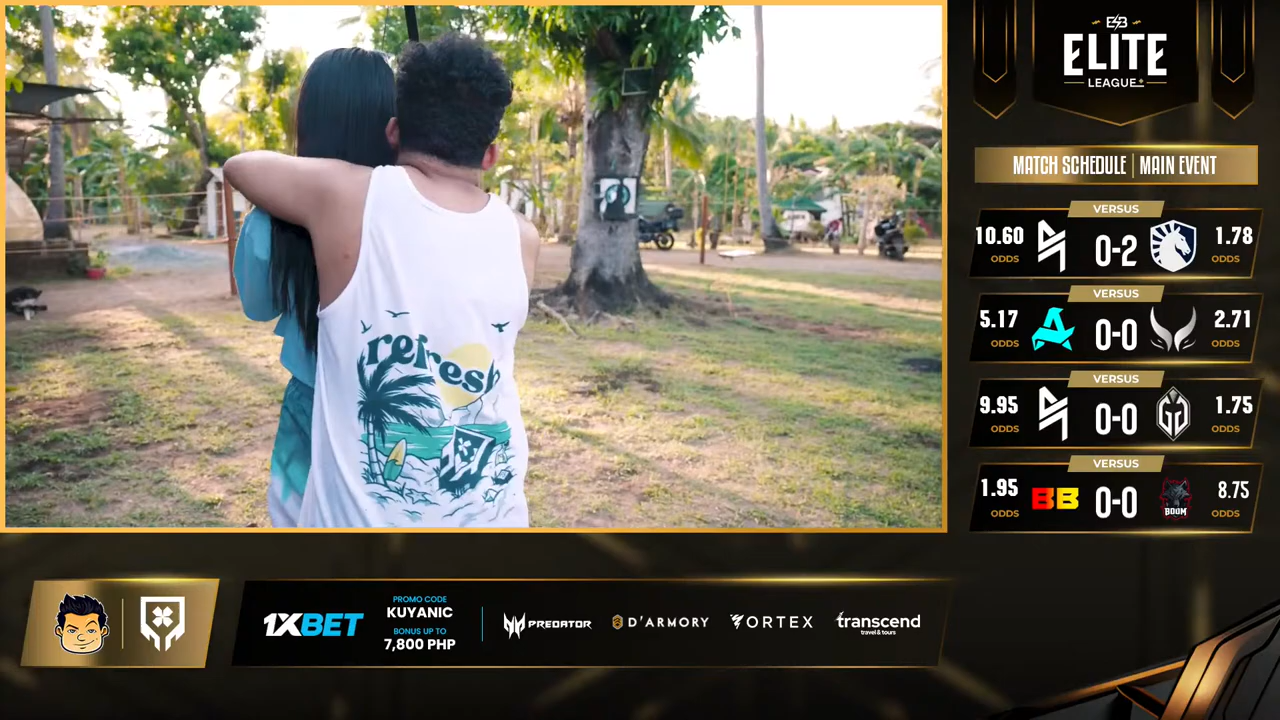 refresh
ESB
ELITE
LEAGUE
MATCH SCHEDULE | MAIN EVENT
VERSUS
10.60 ODDS 0-2 1.78 ODDS
VERSUS
5.17 ODDS 0-0 2.71 ODDS
VERSUS
9.95 ODDS 0-0 GG 1.75 ODDS
VERSUS
1.95 ODDS BB 0-0 BOOM 8.75 ODDS
1XBET
PROMO CODE
KUYANIC
BONUS UP TO
7,800 PHP
PREDATOR
D'ARMORY
VORTEX
transcend
travel & tours